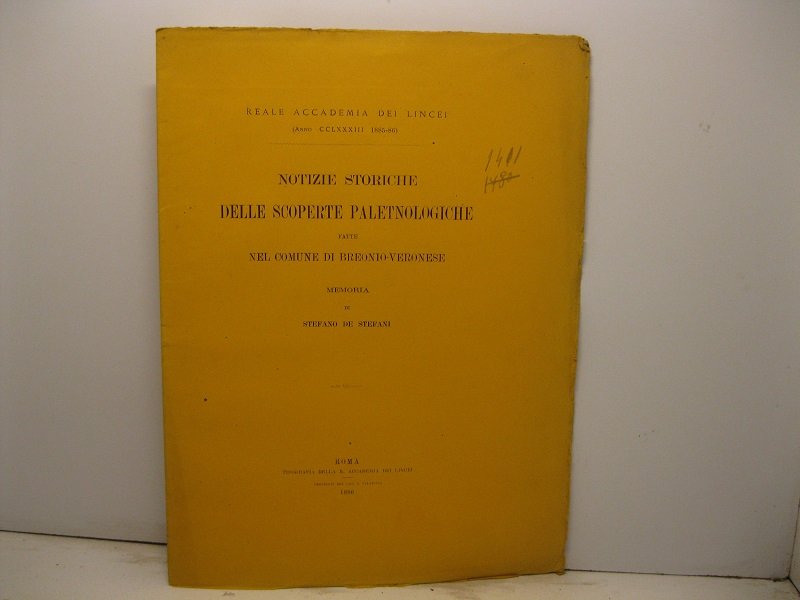 REALE ACCADEMIA DEI LINCEI
(ANNO CCLXXXIII 1885-86)
NOTIZIE STORICHE
DELLE SCOPERTE PALETNOLOGICHE
FATTE
NEL COMUNE DI BREONIO-VERONESE
MEMORIA
DI
STEFANO DE STEFANI
ROMA
TIPOGRAFIA DELLA R. ACCADEMIA DEI LINCEI
1886